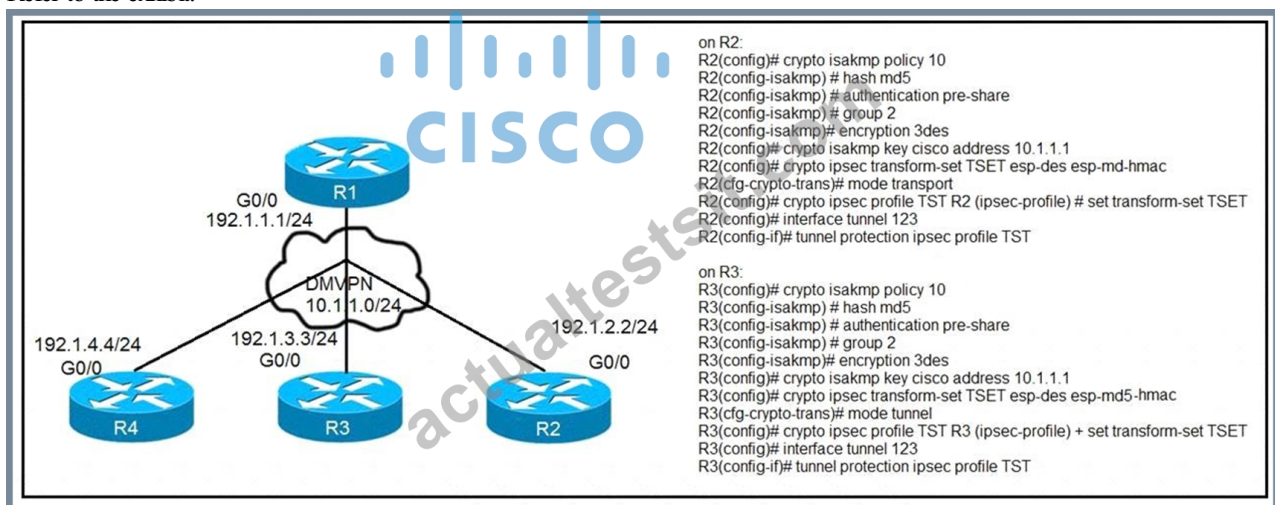 CISCO
R1
G0/0
192.1.1.1/24
DMVPN
10.1.1.0/24
192.1.4.4/24
G0/0
192.1.3.3/24
G0/0
192.1.2.2/24
G0/0
R4
R3
R2
on R2:
R2(config)# crypto isakmp policy 10
R2(config-isakmp) # hash md5
R2(config-isakmp) # authentication pre-share
R2(config-isakmp) # group 2
R2(config-isakmp)# encryption 3des
R2(config)# crypto isakmp key cisco address 10.1.1.1
R2(config)# crypto ipsec transform-set TSET esp-des esp-md-hmac
R2(cfg-crypto-trans)# mode transport
R2(config)# crypto ipsec profile TST R2 (ipsec-profile) # set transform-set TSET
R2(config)# interface tunnel 123
R2(config-if)# tunnel protection ipsec profile TST
on R3:
R3(config)# crypto isakmp policy 10
R3(config-isakmp) # hash md5
R3(config-isakmp) # authentication pre-share
R3(config-isakmp) # group 2
R3(config-isakmp)# encryption 3des
R3(config)# crypto isakmp key cisco address 10.1.1.1
R3(config)# crypto ipsec transform-set TSET esp-des esp-md5-hmac
R3(cfg-crypto-trans)# mode tunnel
R3(config)# crypto ipsec profile TST R3 (ipsec-profile) + set transform-set TSET
R3(config)# interface tunnel 123
R3(config-if)# tunnel protection ipsec profile TST
actualtestsit.com